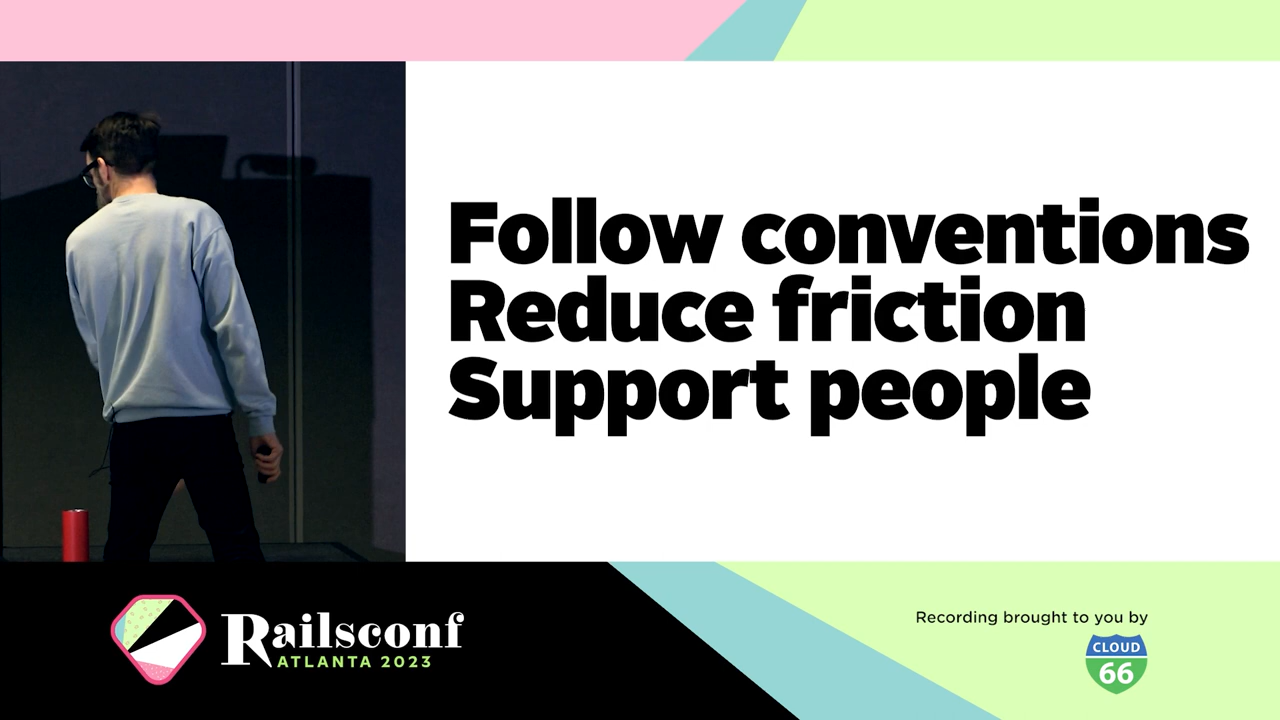 Follow conventions
Reduce friction
Support people
Railsconf
ATLANTA 2023
Recording brought to you by
CLOUD
66